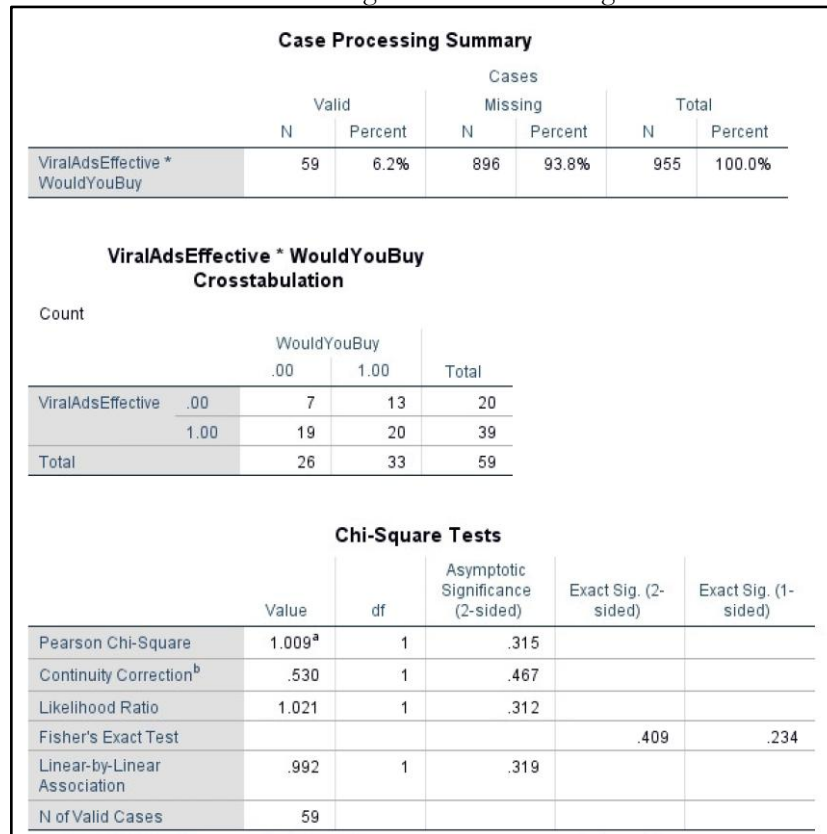 Case Processing Summary
Cases
Valid Missing Total
N Percent N Percent N Percent
ViralAdsEffective * WouldYouBuy 59 6.2% 896 93.8% 955 100.0%
ViralAdsEffective * WouldYouBuy
Crosstabulation
Count
WouldYouBuy
.00 1.00 Total
ViralAdsEffective .00 7 13 20
1.00 19 20 39
Total 26 33 59
Chi-Square Tests
Value df Asymptotic Significance (2-sided) Exact Sig. (2-sided) Exact Sig. (1-sided)
Pearson Chi-Square 1.009a 1 .315
Continuity Correctionb .530 1 .467
Likelihood Ratio 1.021 1 .312
Fisher's Exact Test .409 .234
Linear-by-Linear Association .992 1 .319
N of Valid Cases 59